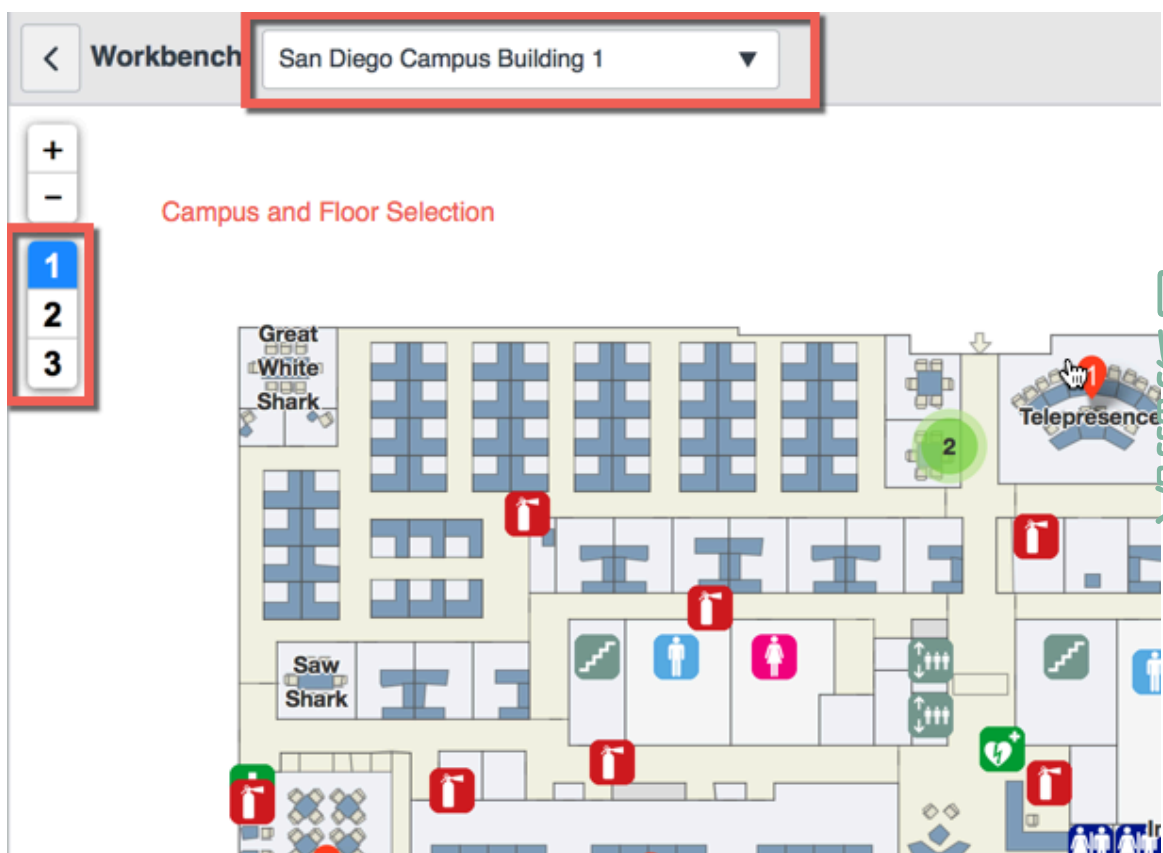 Workbench
San Diego Campus Building 1
+
−
Campus and Floor Selection
1
2
3
Great
White
Shark
1
Telepresence
2
Saw
Shark